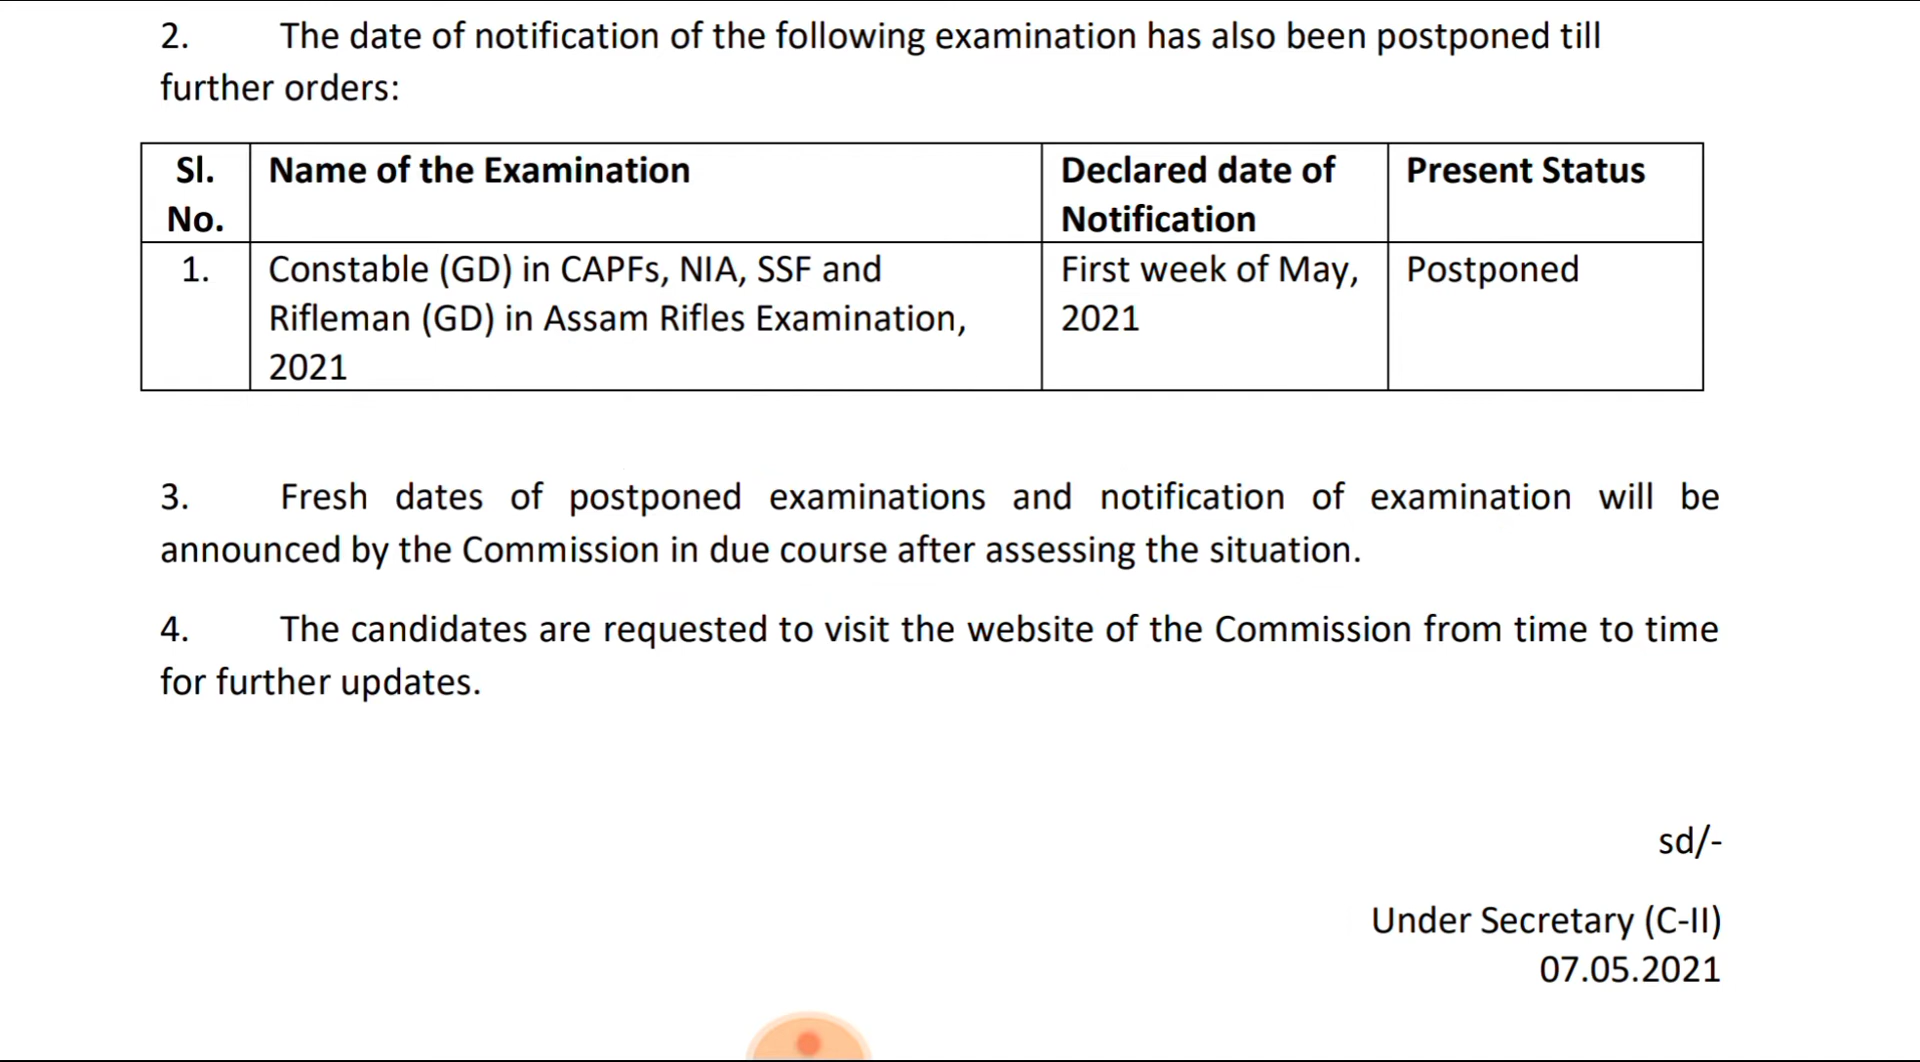 2. The date of notification of the following examination has also been postponed till
further orders:
Sl. No. Name of the Examination Declared date of Notification Present Status
1. Constable (GD) in CAPFs, NIA, SSF and Rifleman (GD) in Assam Rifles Examination, 2021 First week of May, 2021 Postponed
3. Fresh dates of postponed examinations and notification of examination will be
announced by the Commission in due course after assessing the situation.
4. The candidates are requested to visit the website of the Commission from time to time
for further updates.
sd/-
Under Secretary (C-II)
07.05.2021